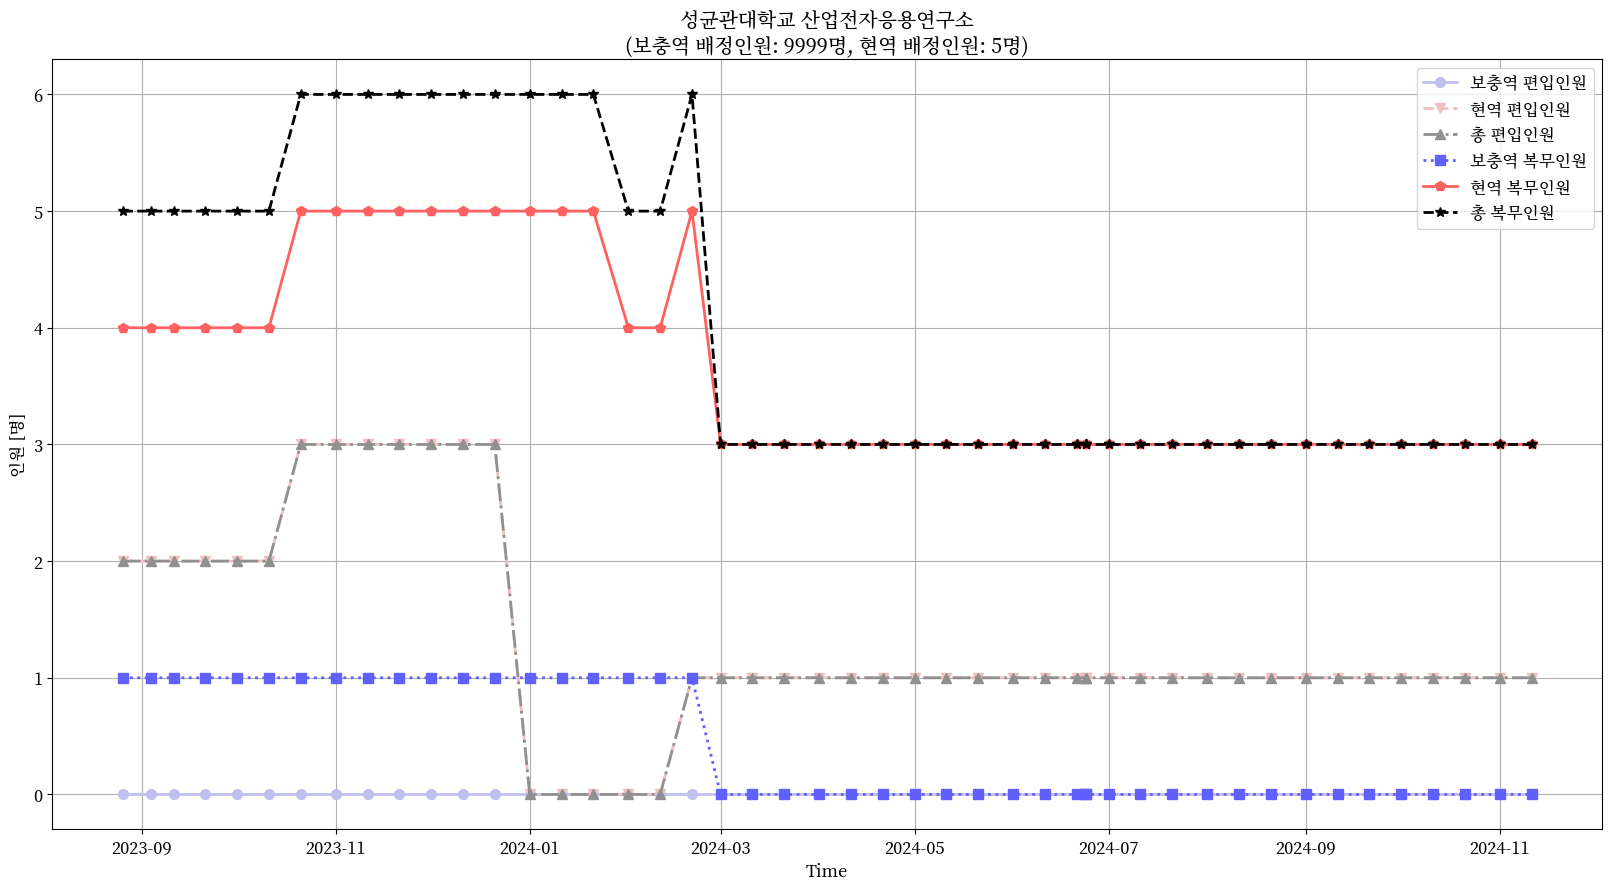 성균관대학교 산업전자응용연구소
(보충역 배정인원: 9999명, 현역 배정인원: 5명)
보충역 편입인원
현역 편입인원
총 편입인원
보충역 복무인원
현역 복무인원
총 복무인원
인원 [명]
6
5
4
3
2
1
0
2023-09
2023-11
2024-01
2024-03
2024-05
2024-07
2024-09
2024-11
Time